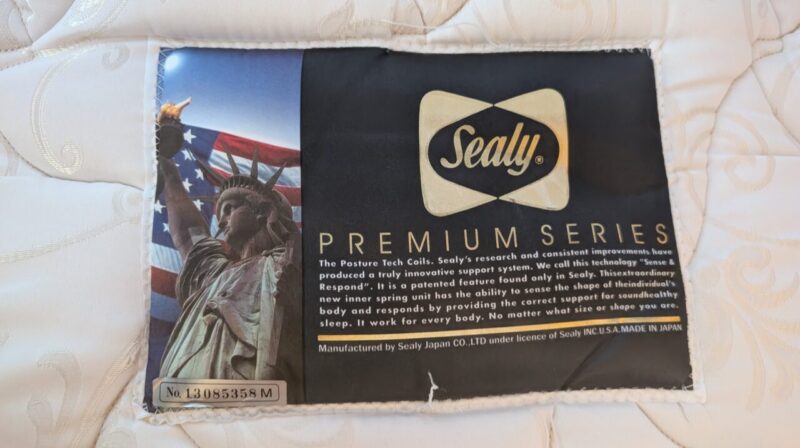 Sealy®
PREMIUM SERIES
The Posture Tech Coils. Sealy's research and consistent improvements have
produced a truly innovative support system. We call this technology "Sense &
Respond". It is a patented feature found only in Sealy. Thisextraordinary
new inner spring unit has the ability to sense the shape of theindividual's
body and responds by providing the correct support for soundhealthy
sleep. It work for every body. No matter what size or shape you are.
Manufactured by Sealy Japan CO.,LTD under licence of Sealy INC.U.S.A.MADE IN JAPAN
No. 13085358 M